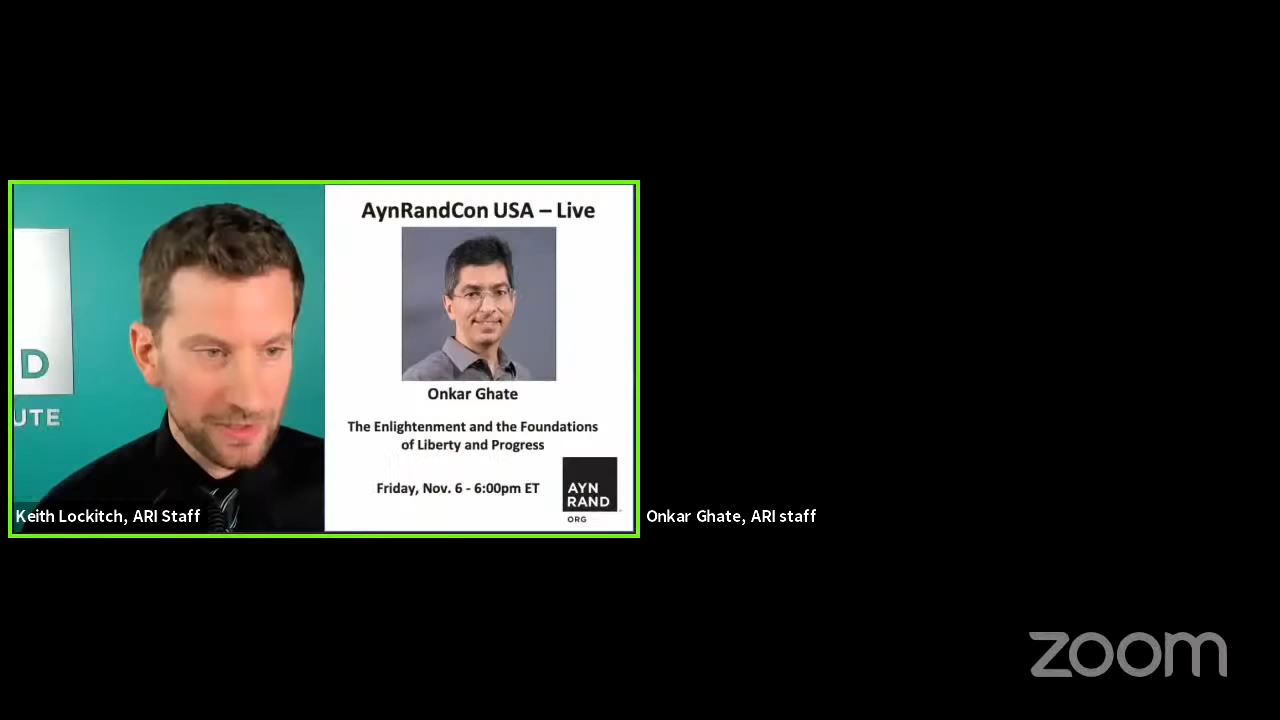 AynRandCon USA – Live
D
UTE
Onkar Ghate
The Enlightenment and the Foundations
of Liberty and Progress
Friday, Nov. 6 - 6:00pm ET
AYN
RAND
ORG
Keith Lockitch, ARI Staff
Onkar Ghate, ARI staff
zoom